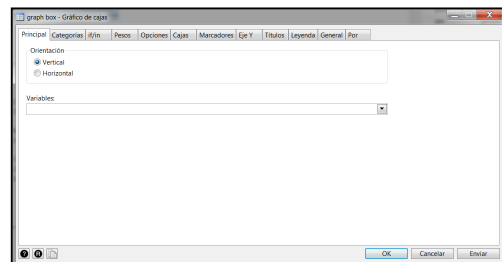 graph box - Gráfico de cajas
Principal Categorías if/in Pesos Opciones Cajas Marcadores Eje Y Títulos Leyenda General Por
Orientación
Vertical
Horizontal
Variables:
OK Cancelar Enviar